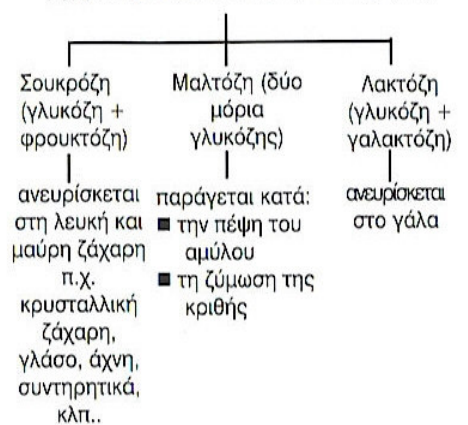 Σουκρόζη
(γλυκόζη +
φρουκτόζη)
ανευρίσκεται
στη λευκή και
μαύρη ζάχαρη
π.χ.
κρυσταλλική
ζάχαρη,
γλάσο, άχνη,
συντηρητικά,
κλπ..
Μαλτόζη (δύο
μόρια
γλυκόζης)
παράγεται κατά:
■ την πέψη του
αμύλου
■ τη ζύμωση της
κριθής
Λακτόζη
(γλυκόζη +
γαλακτόζη)
ανευρίσκεται
στο γάλα